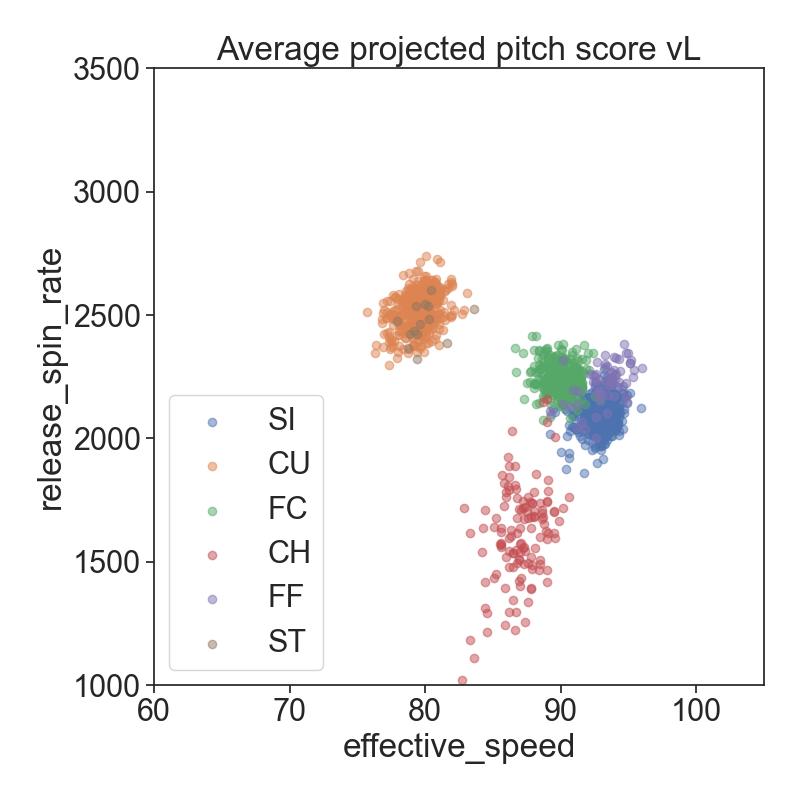 Average projected pitch score vL
3500
3000
2500
2000
1500
1000
release_spin_rate
SI
CU
FC
CH
FF
ST
60
70
80
90
100
effective_speed